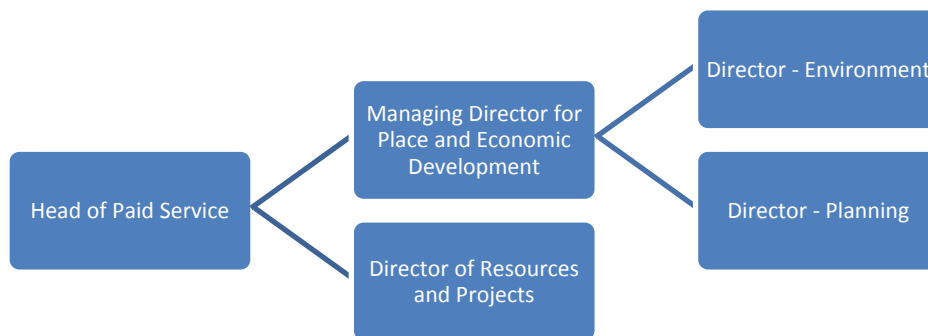 Head of Paid Service
Managing Director for
Place and Economic
Development
Director of Resources
and Projects
Director - Environment
Director - Planning